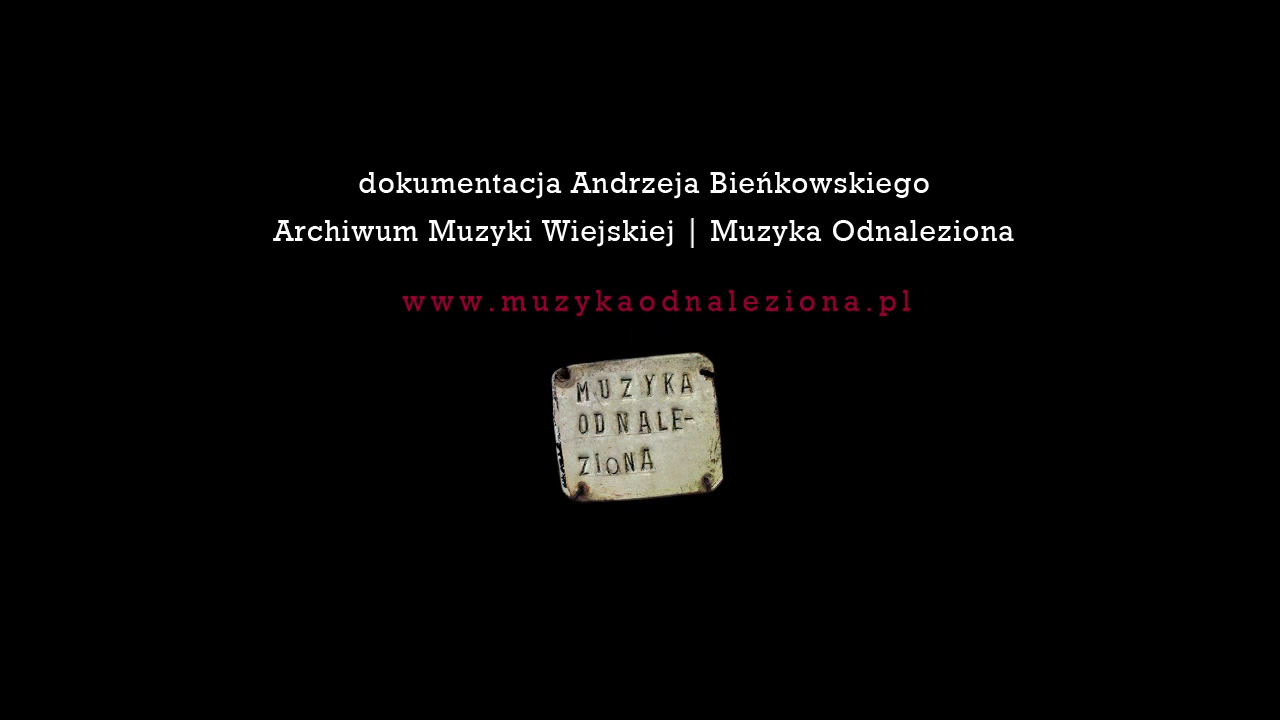 dokumentacja Andrzeja Bieńkowskiego
Archiwum Muzyki Wiejskiej | Muzyka Odnaleziona
www.muzykaodnaleziona.pl
MUZYKA
ODNALE-
ZIONA